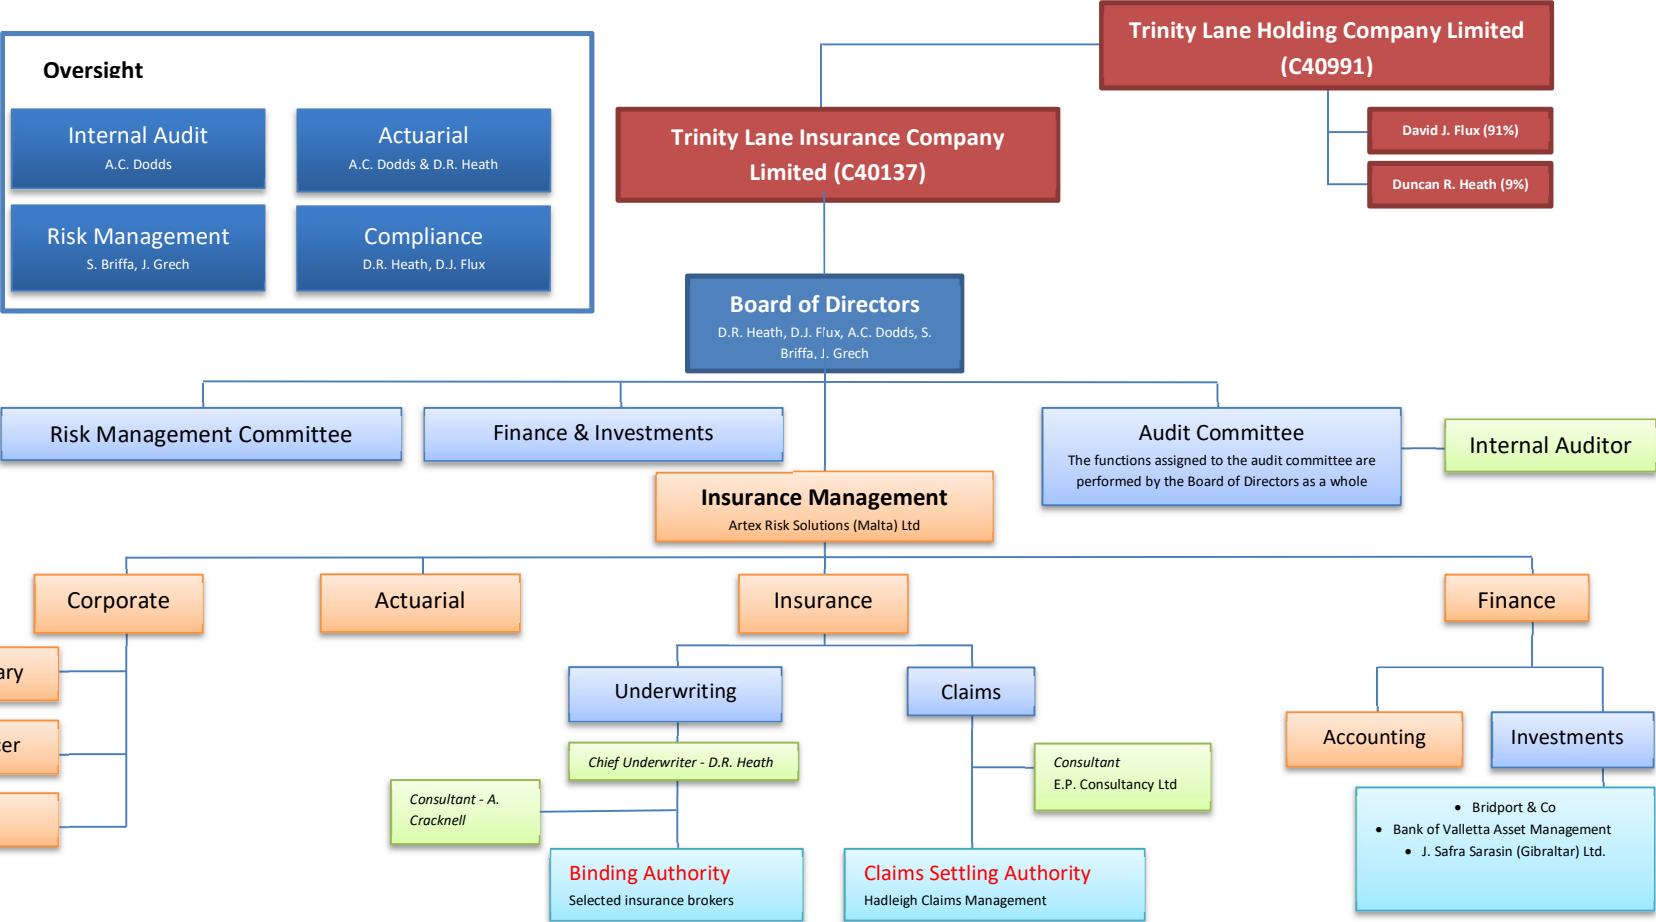 Trinity Lane Holding Company Limited
(C40991)
David J. Flux (91%)
Duncan R. Heath (9%)
Oversight
Internal Audit
A.C. Dodds
Actuarial
A.C. Dodds & D.R. Heath
Risk Management
S. Briffa, J. Grech
Compliance
D.R. Heath, D.J. Flux
Trinity Lane Insurance Company
Limited (C40137)
Board of Directors
D.R. Heath, D.J. Flux, A.C. Dodds, S.
Briffa, J. Grech
Risk Management Committee
Finance & Investments
Audit Committee
The functions assigned to the audit committee are
performed by the Board of Directors as a whole
Internal Auditor
Insurance Management
Artex Risk Solutions (Malta) Ltd
Corporate
Actuarial
Insurance
Finance
ary
cer
Underwriting
Claims
Accounting
Investments
Chief Underwriter - D.R. Heath
Consultant - A.
Cracknell
Consultant
E.P. Consultancy Ltd
• Bridport & Co
• Bank of Valletta Asset Management
• J. Safra Sarasin (Gibraltar) Ltd.
Binding Authority
Selected insurance brokers
Claims Settling Authority
Hadleigh Claims Management